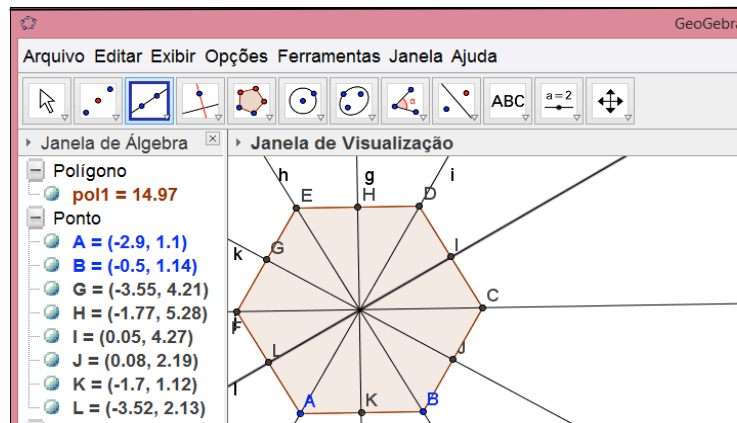 GeoGebra
Arquivo Editar Exibir Opções Ferramentas Janela Ajuda
α ABC a=2
Janela de Álgebra
Janela de Visualização
Polígono
pol1 = 14.97
Ponto
A = (-2.9, 1.1)
B = (-0.5, 1.14)
G = (-3.55, 4.21)
H = (-1.77, 5.28)
I = (0.05, 4.27)
J = (0.08, 2.19)
K = (-1.7, 1.12)
L = (-3.52, 2.13)
h g i
E H D
k G I
F C
L J
l A K B